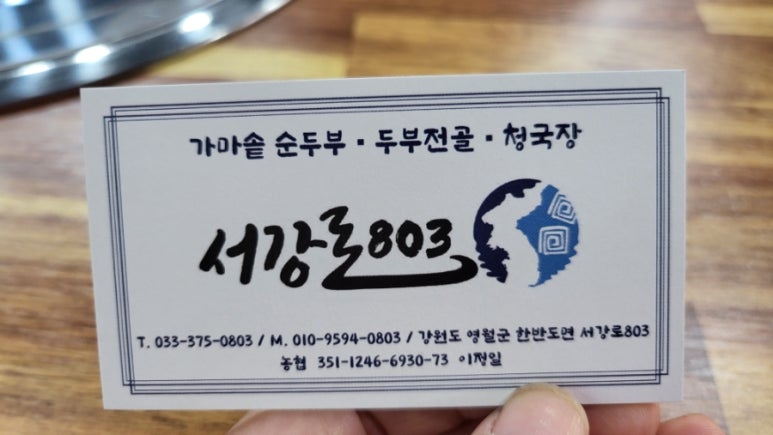 가마솥 순두부 · 두부전골 · 청국장
서강로803
T. 033-375-0803 / M. 010-9594-0803 / 강원도 영월군 한반도면 서강로803
농협 351-1246-6930-73 이정일